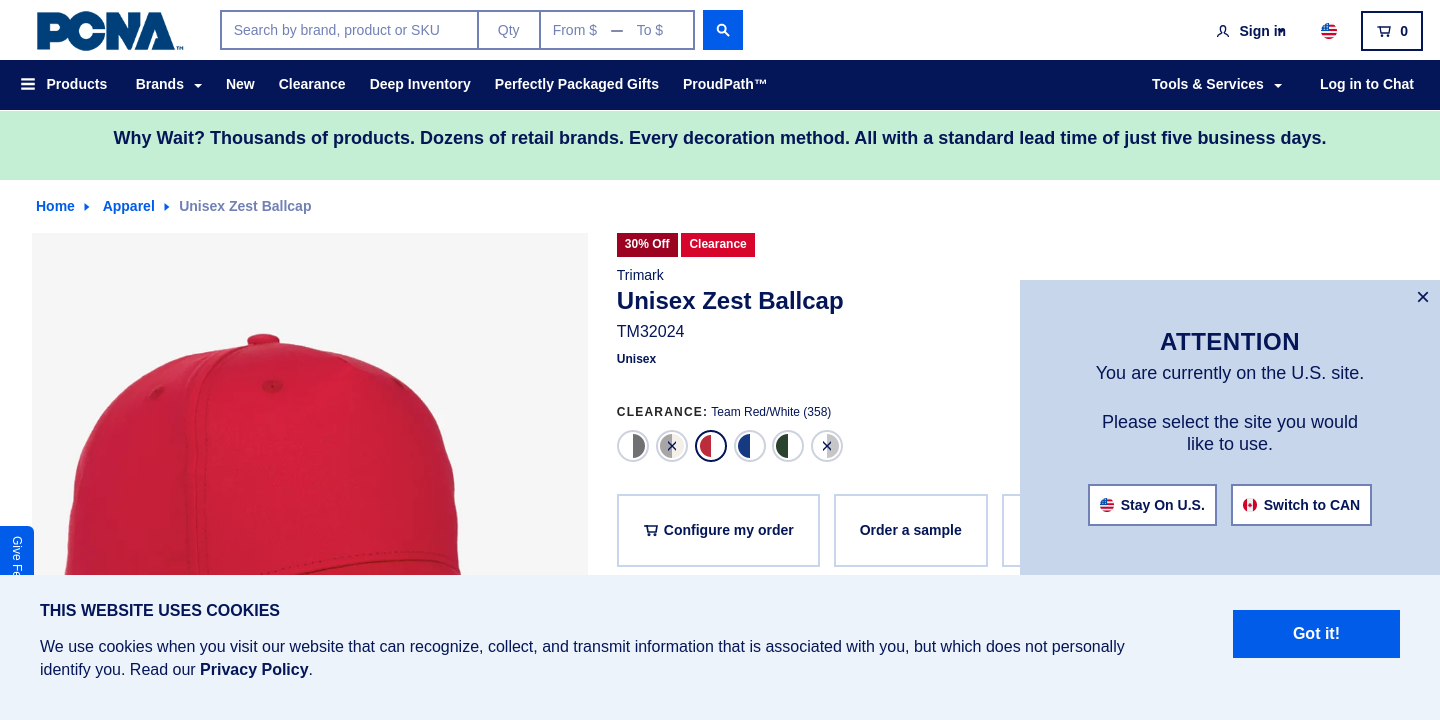 PCNA™
Search by brand, product or SKU
Qty
From $ — To $
Sign in
0
Products
Brands
New
Clearance
Deep Inventory
Perfectly Packaged Gifts
ProudPath™
Tools & Services
Log in to Chat
Why Wait? Thousands of products. Dozens of retail brands. Every decoration method. All with a standard lead time of just five business days.
Home
Apparel
Unisex Zest Ballcap
30% Off
Clearance
Trimark
Unisex Zest Ballcap
TM32024
Unisex
CLEARANCE: Team Red/White (358)
Configure my order
Order a sample
×
ATTENTION
You are currently on the U.S. site.
Please select the site you would
like to use.
Stay On U.S.
Switch to CAN
Give Fe
THIS WEBSITE USES COOKIES
We use cookies when you visit our website that can recognize, collect, and transmit information that is associated with you, but which does not personally
identify you. Read our Privacy Policy.
Got it!